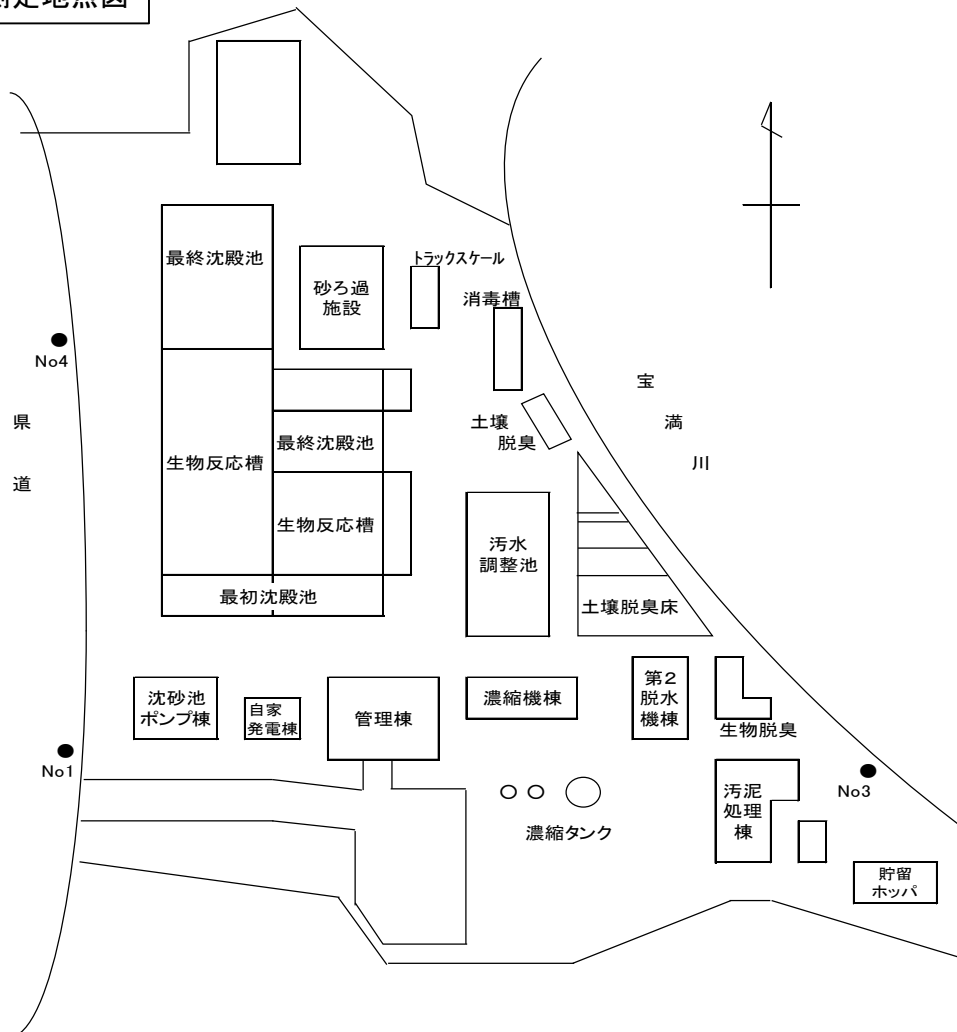 測定地点図
最終沈殿池
砂ろ過
施設
トラックスケール
消毒槽
No4
県
道
宝
満
川
土壌
脱臭
最終沈殿池
生物反応槽
生物反応槽
汚水
調整池
最初沈殿池
土壌脱臭床
沈砂池
ポンプ棟
自家
発電棟
管理棟
濃縮機棟
第2
脱水
機棟
生物脱臭
No1
No3
汚泥
処理
棟
濃縮タンク
貯留
ホッパ